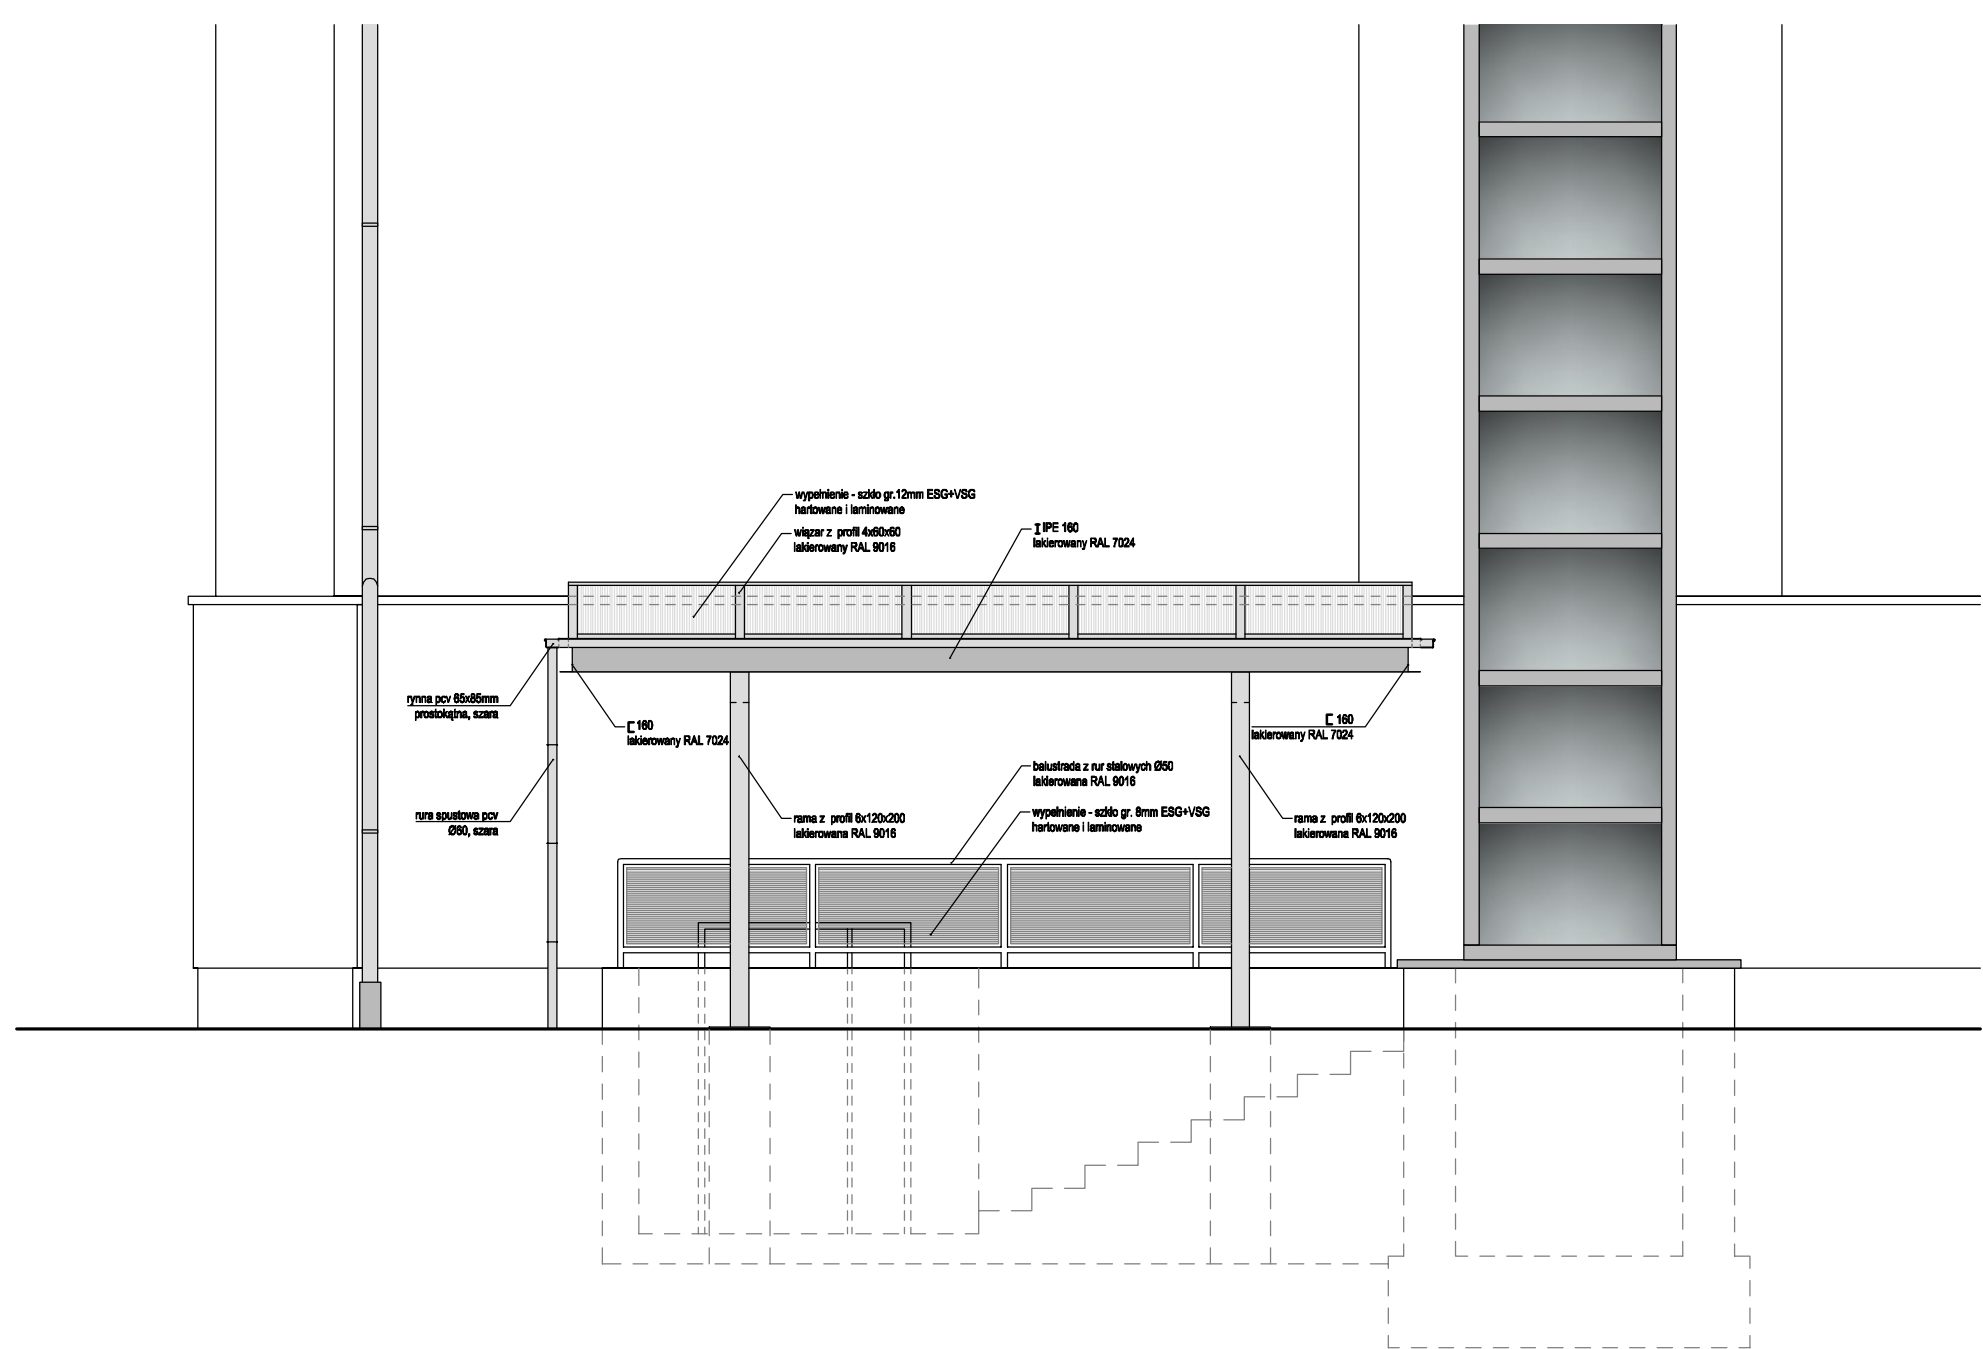 wypełnienie - szkło gr.12mm ESG+VSG
hartowane i laminowane
wiązar z profil 4x60x60
lakierowany RAL 9016
IPE 160
lakierowany RAL 7024
rynna pcv 65x85mm
prostokątna, szara
160
lakierowany RAL 7024
160
lakierowany RAL 7024
balustrada z rur stalowych Ø50
lakierowana RAL 9016
rura spustowa pcv
Ø60, szara
rama z profil 6x120x200
lakierowana RAL 9016
wypełnienie - szkło gr. 8mm ESG+VSG
hartowane i laminowane
rama z profil 6x120x200
lakierowana RAL 9016